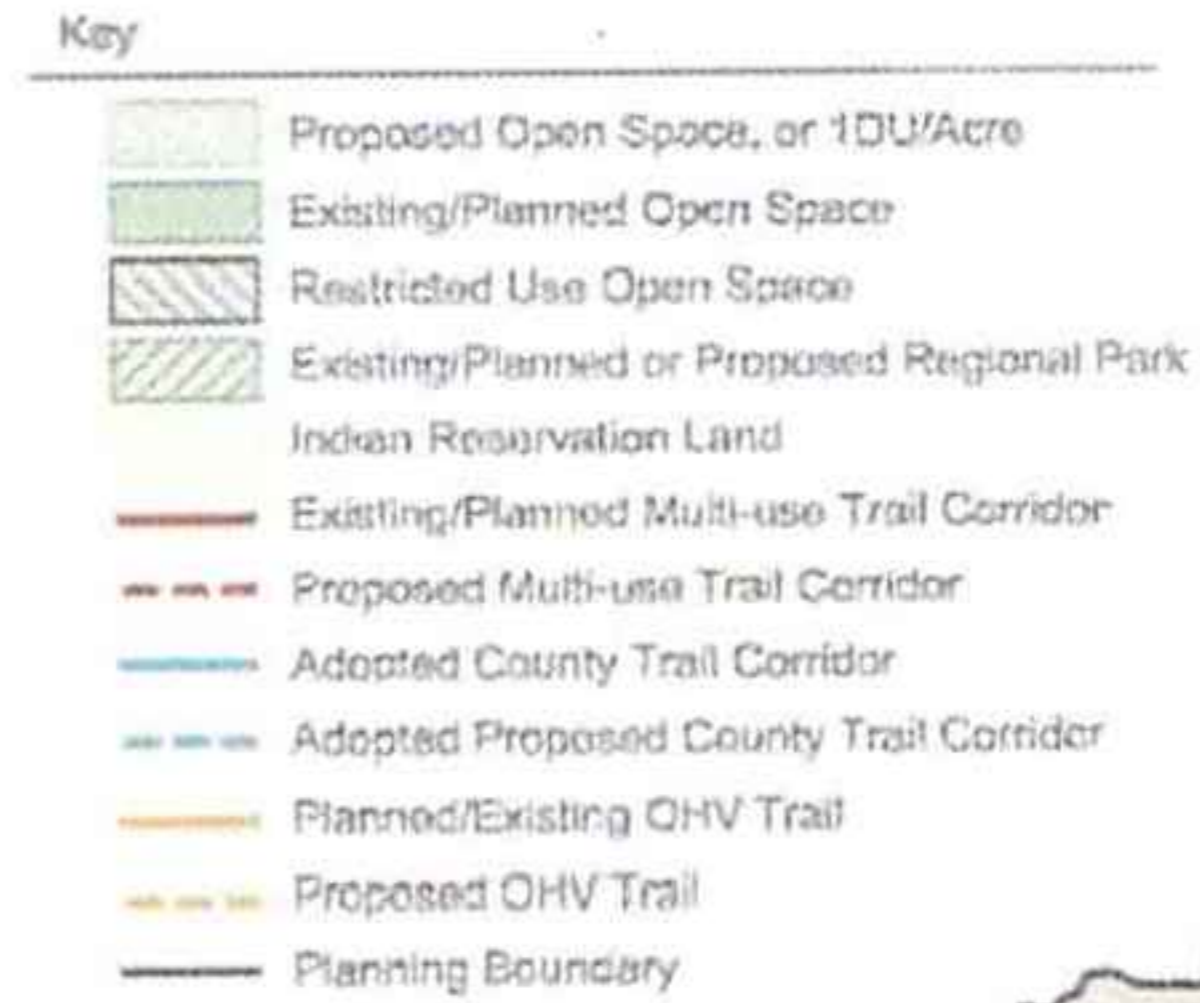 Key
Proposed Open Space, or 1DU/Acre
Existing/Planned Open Space
Restricted Use Open Space
Existing/Planned or Proposed Regional Park
Indian Reservation Land
Existing/Planned Multi-use Trail Corridor
Proposed Multi-use Trail Corridor
Adopted County Trail Corridor
Adopted Proposed County Trail Corridor
Planned/Existing OHV Trail
Proposed OHV Trail
Planning Boundary